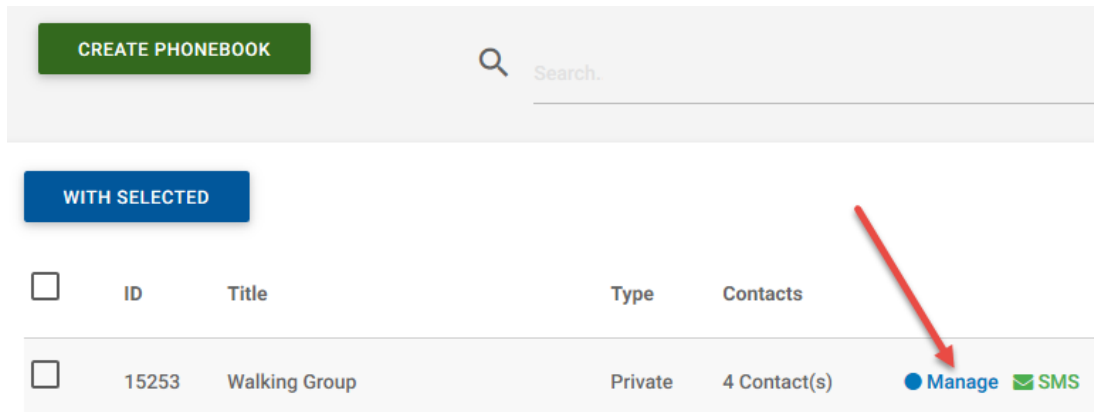 CREATE PHONEBOOK
Search.
WITH SELECTED
ID Title Type Contacts
15253 Walking Group Private 4 Contact(s) Manage SMS